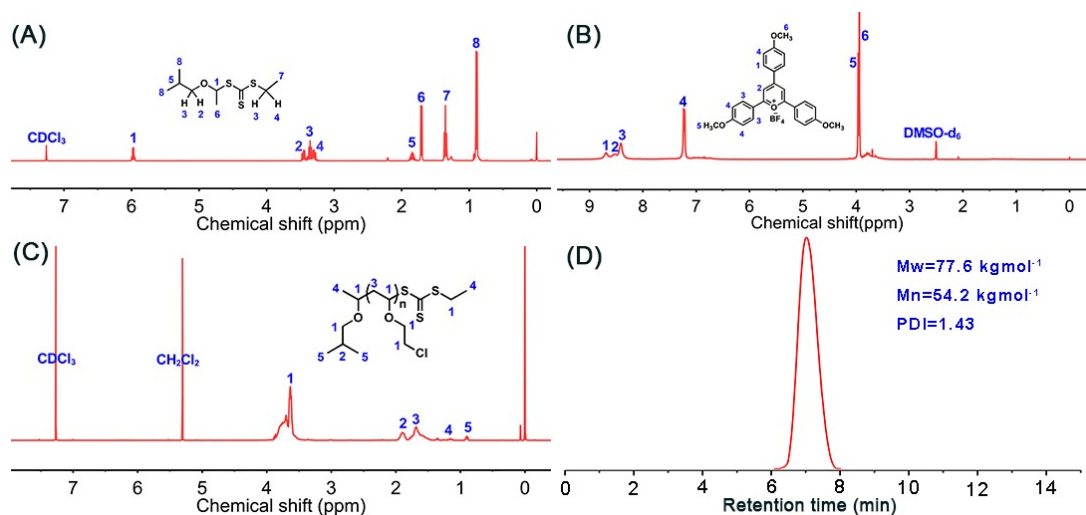 (A)
8
5
8
O
1
S
S
7
H
H
6
S
H
H
3
2
3
4
CDCl3
1
2
3
4
5
6
7
8
7
6
5
4
3
2
1
0
Chemical shift (ppm)
(B)
6
OCH3
4
1
2
3
3
4
O
+
BF4
3
5
H3CO
4
OCH3
1
2
3
4
5
6
DMSO-d6
9
8
7
6
5
4
3
2
1
0
Chemical shift(ppm)
(C)
4
1
3
1
S
S
4
n
O
O
S
1
1
1
2
1
Cl
5
5
CDCl3
CH2Cl2
1
2
3
4
5
7
6
5
4
3
2
1
0
Chemical shift (ppm)
(D)
Mw=77.6 kgmol-1
Mn=54.2 kgmol-1
PDI=1.43
0
2
4
6
8
10
12
14
Retention time (min)